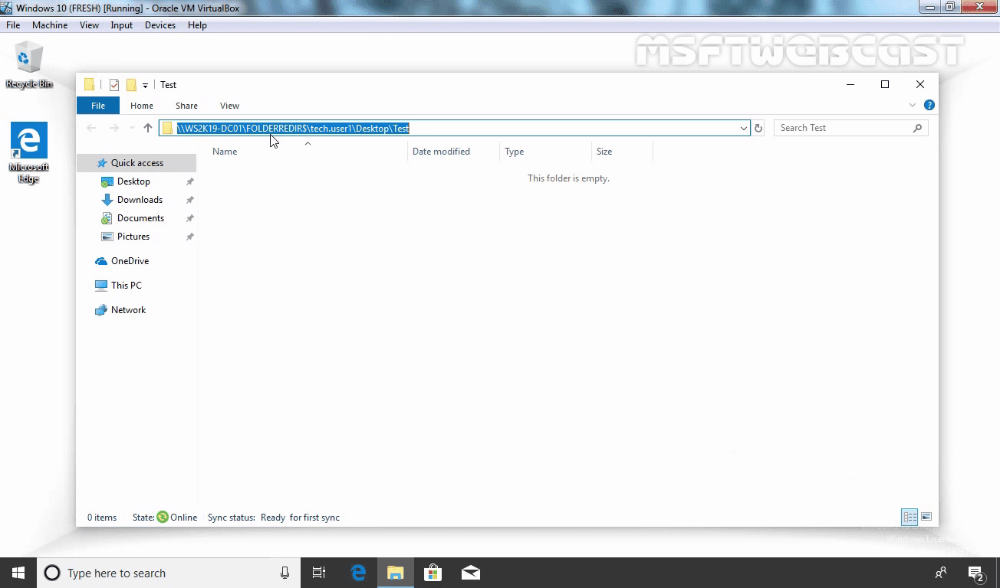 Windows 10 (FRESH) [Running] - Oracle VM VirtualBox
File Machine View Input Devices Help
MSFTWEBCAST
Recycle Bin
Test
File Home Share View
\\WS2K19-DC01\FOLDERREDIR$\tech.user1\Desktop\Test
Search Test
Name Date modified Type Size
This folder is empty.
Microsoft
Edge
Quick access
Desktop
Downloads
Documents
Pictures
OneDrive
This PC
Network
0 items State: Online Sync status: Ready for first sync
Type here to search
2